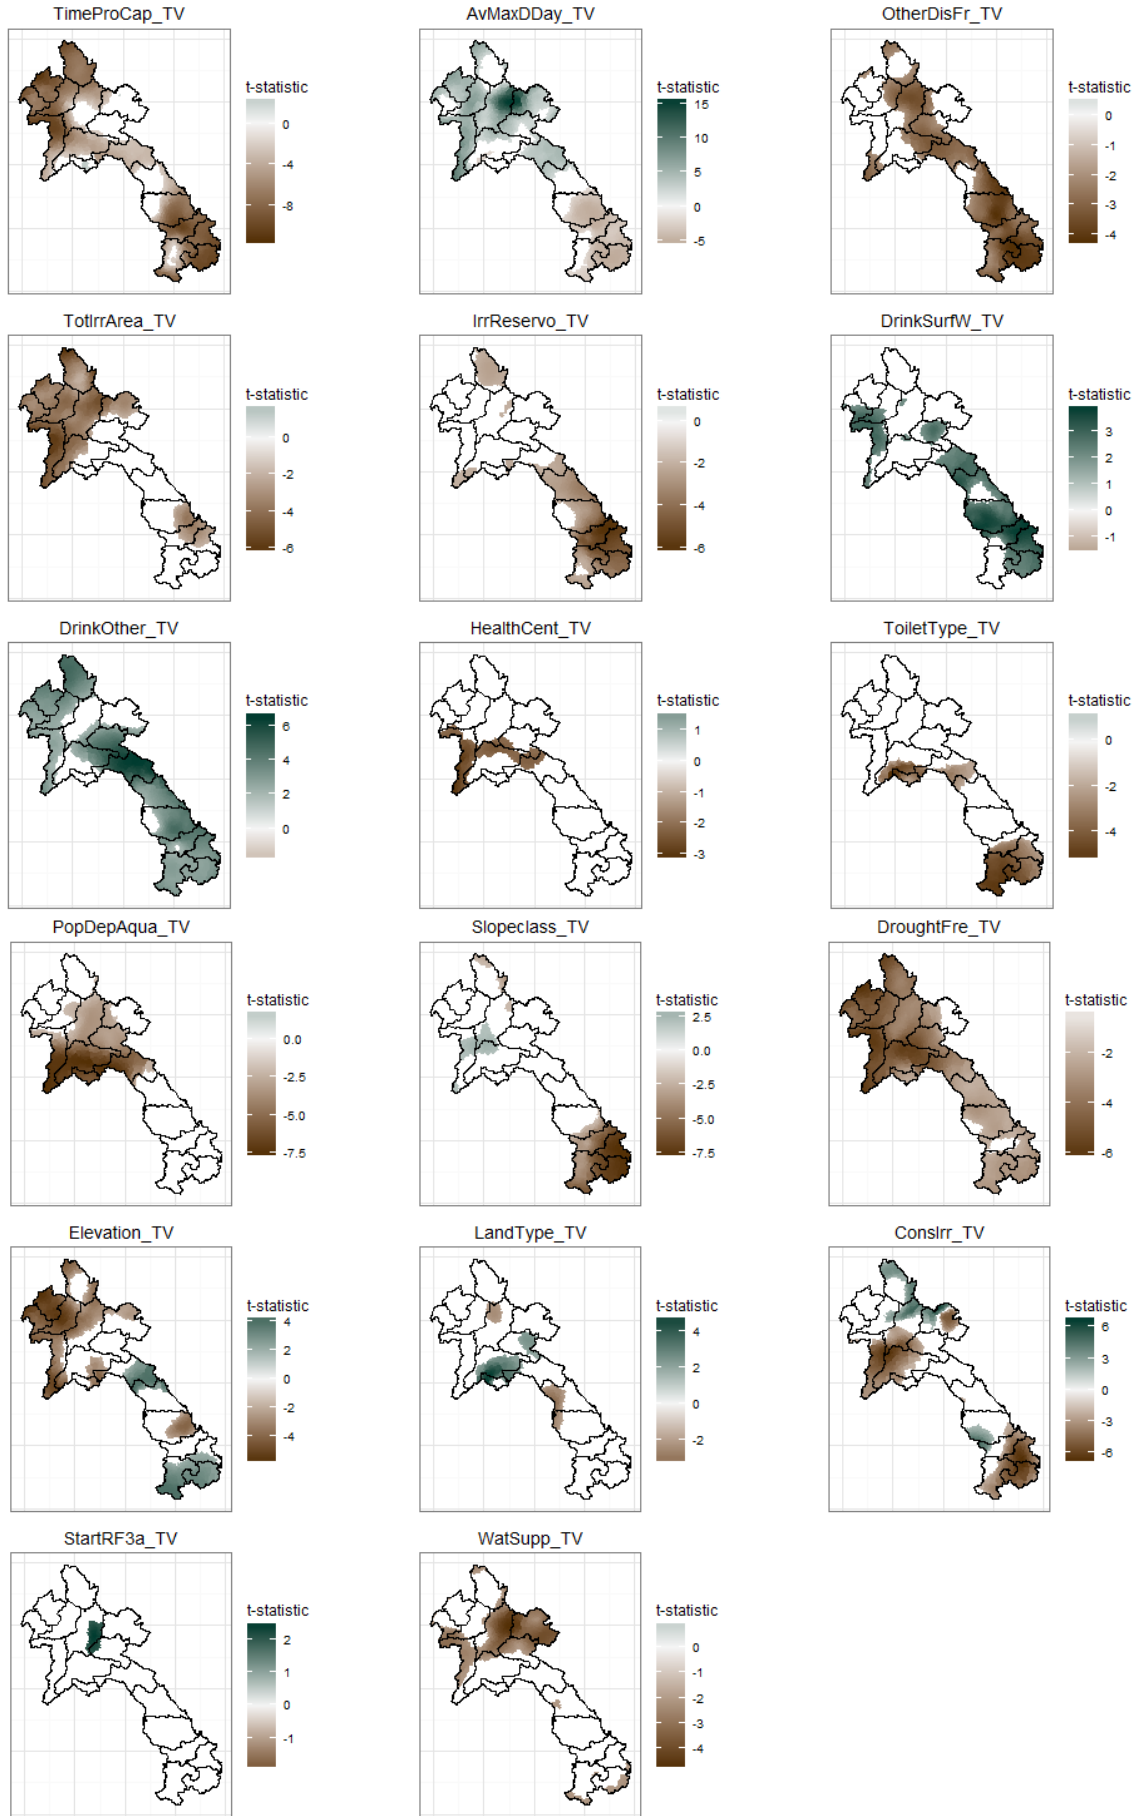 TimeProCap_TV
t-statistic
0
-4
-8
AvMaxDDay_TV
t-statistic
15
10
5
0
-5
OtherDisFr_TV
t-statistic
0
-1
-2
-3
-4
TotIrrArea_TV
t-statistic
0
-2
-4
-6
IrrReservo_TV
t-statistic
0
-2
-4
-6
DrinkSurfW_TV
t-statistic
3
2
1
0
-1
DrinkOther_TV
t-statistic
6
4
2
0
HealthCent_TV
t-statistic
1
0
-1
-2
-3
ToiletType_TV
t-statistic
0
-2
-4
PopDepAqua_TV
t-statistic
0.0
-2.5
-5.0
-7.5
Slopeclass_TV
t-statistic
2.5
0.0
-2.5
-5.0
-7.5
DroughtFre_TV
t-statistic
-2
-4
-6
Elevation_TV
t-statistic
4
2
0
-2
-4
LandType_TV
t-statistic
4
2
0
-2
ConsIrr_TV
t-statistic
6
3
0
-3
-6
StartRF3a_TV
t-statistic
2
1
0
-1
WatSupp_TV
t-statistic
0
-1
-2
-3
-4